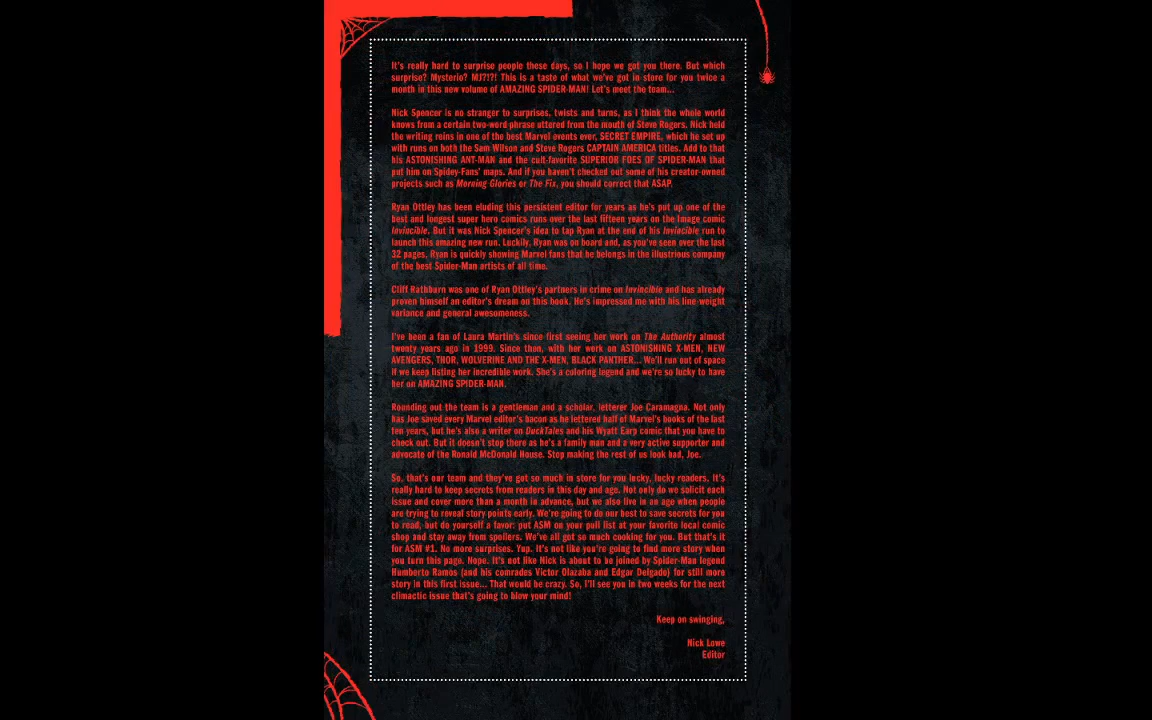 It's really hard to surprise people these days, so I hope we got you there. But which
surprise? Mysterio? MJ?!?! This is a taste of what we've got in store for you twice a
month in this new volume of AMAZING SPIDER-MAN! Let's meet the team...
Nick Spencer is no stranger to surprises, twists and turns, as I think the whole world
knows from a certain two-word phrase uttered from the mouth of Steve Rogers. Nick held
the writing reins in one of the best Marvel events ever, SECRET EMPIRE, which he set up
with runs on both the Sam Wilson and Steve Rogers CAPTAIN AMERICA titles. Add to that
his ASTONISHING ANT-MAN and the cult-favorite SUPERIOR FOES OF SPIDER-MAN that
put him on Spidey-Fans' maps. And if you haven't checked out some of his creator-owned
projects such as Morning Glories or The Fix, you should correct that ASAP.
Ryan Ottley has been eluding this persistent editor for years as he's put up one of the
best and longest super hero comics runs over the last fifteen years on the Image comic
Invincible. But it was Nick Spencer's idea to tap Ryan at the end of his Invincible run to
launch this amazing new run. Luckily, Ryan was on board and, as you've seen over the last
32 pages, Ryan is quickly showing Marvel fans that he belongs in the illustrious company
of the best Spider-Man artists of all time.
Cliff Rathburn was one of Ryan Ottley's partners in crime on Invincible and has already
proven himself an editor's dream on this book. He's impressed me with his line-weight
variance and general awesomeness.
I've been a fan of Laura Martin's since first seeing her work on The Authority almost
twenty years ago in 1999. Since then, with her work on ASTONISHING X-MEN, NEW
AVENGERS, THOR, WOLVERINE AND THE X-MEN, BLACK PANTHER... We'll run out of space
if we keep listing her incredible work. She's a coloring legend and we're so lucky to have
her on AMAZING SPIDER-MAN.
Rounding out the team is a gentleman and a scholar, letterer Joe Caramagna. Not only
has Joe saved every Marvel editor's bacon as he lettered half of Marvel's books of the last
ten years, but he's also a writer on DuckTales and his Wyatt Earp comic that you have to
check out. But it doesn't stop there as he's a family man and a very active supporter and
advocate of the Ronald McDonald House. Stop making the rest of us look bad, Joe.
So, that's our team and they've got so much in store for you lucky, lucky readers. It's
really hard to keep secrets from readers in this day and age. Not only do we solicit each
issue and cover more than a month in advance, but we also live in an age when people
are trying to reveal story points early. We're going to do our best to save secrets for you
to read, but do yourself a favor: put ASM on your pull list at your favorite local comic
shop and stay away from spoilers. We've all got so much cooking for you. But that's it
for ASM #1. No more surprises. Yup. It's not like you're going to find more story when
you turn this page. Nope. It's not like Nick is about to be joined by Spider-Man legend
Humberto Ramos (and his comrades Victor Olazaba and Edgar Delgado) for still more
story in this first issue... That would be crazy. So, I'll see you in two weeks for the next
climactic issue that's going to blow your mind!
Keep on swinging,
Nick Lowe
Editor